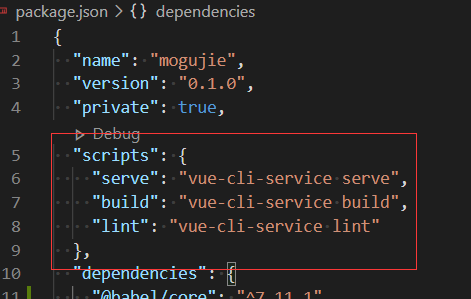 package.json > {} dependencies
1 {
2 "name": "mogujie",
3 "version": "0.1.0",
4 "private": true,
Debug
5 "scripts": {
6 "serve": "vue-cli-service serve",
7 "build": "vue-cli-service build",
8 "lint": "vue-cli-service lint"
9 },
10 "dependencies": {
11 "@babel/core": "^7.11.1"